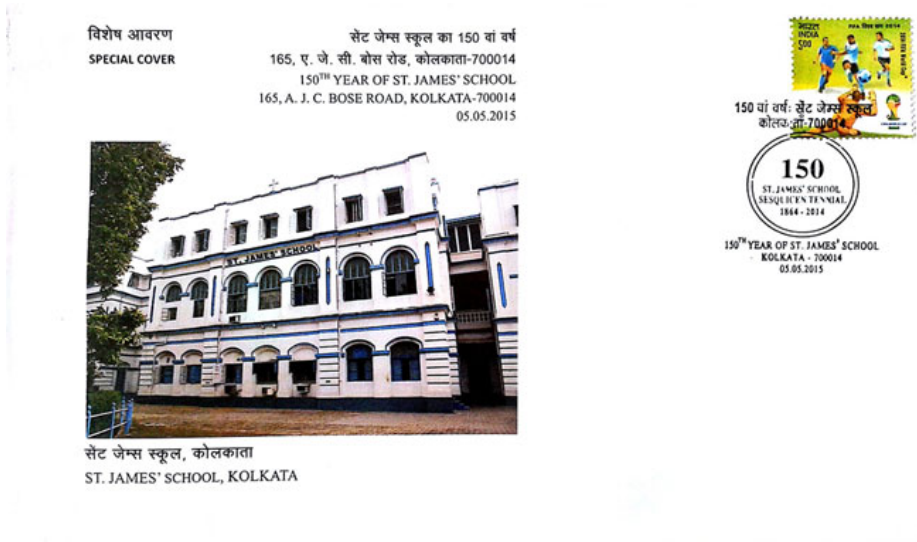 विशेष आवरण
SPECIAL COVER
सेंट जेम्स स्कूल का 150 वां वर्ष
165, ए. जे. सी. बोस रोड, कोलकाता-700014
150TH YEAR OF ST. JAMES' SCHOOL
165, A. J. C. BOSE ROAD, KOLKATA-700014
05.05.2015
भारत
INDIA
500
150 वां वर्षः सेंट जेम्स स्कूल
कोलकाता-700014
150
ST. JAMES' SCHOOL
SESQUICENTENNIAL
1864 - 2014
150TH YEAR OF ST. JAMES' SCHOOL
KOLKATA - 700014
05.05.2015
ST. JAMES' SCHOOL
सेंट जेम्स स्कूल, कोलकाता
ST. JAMES' SCHOOL, KOLKATA